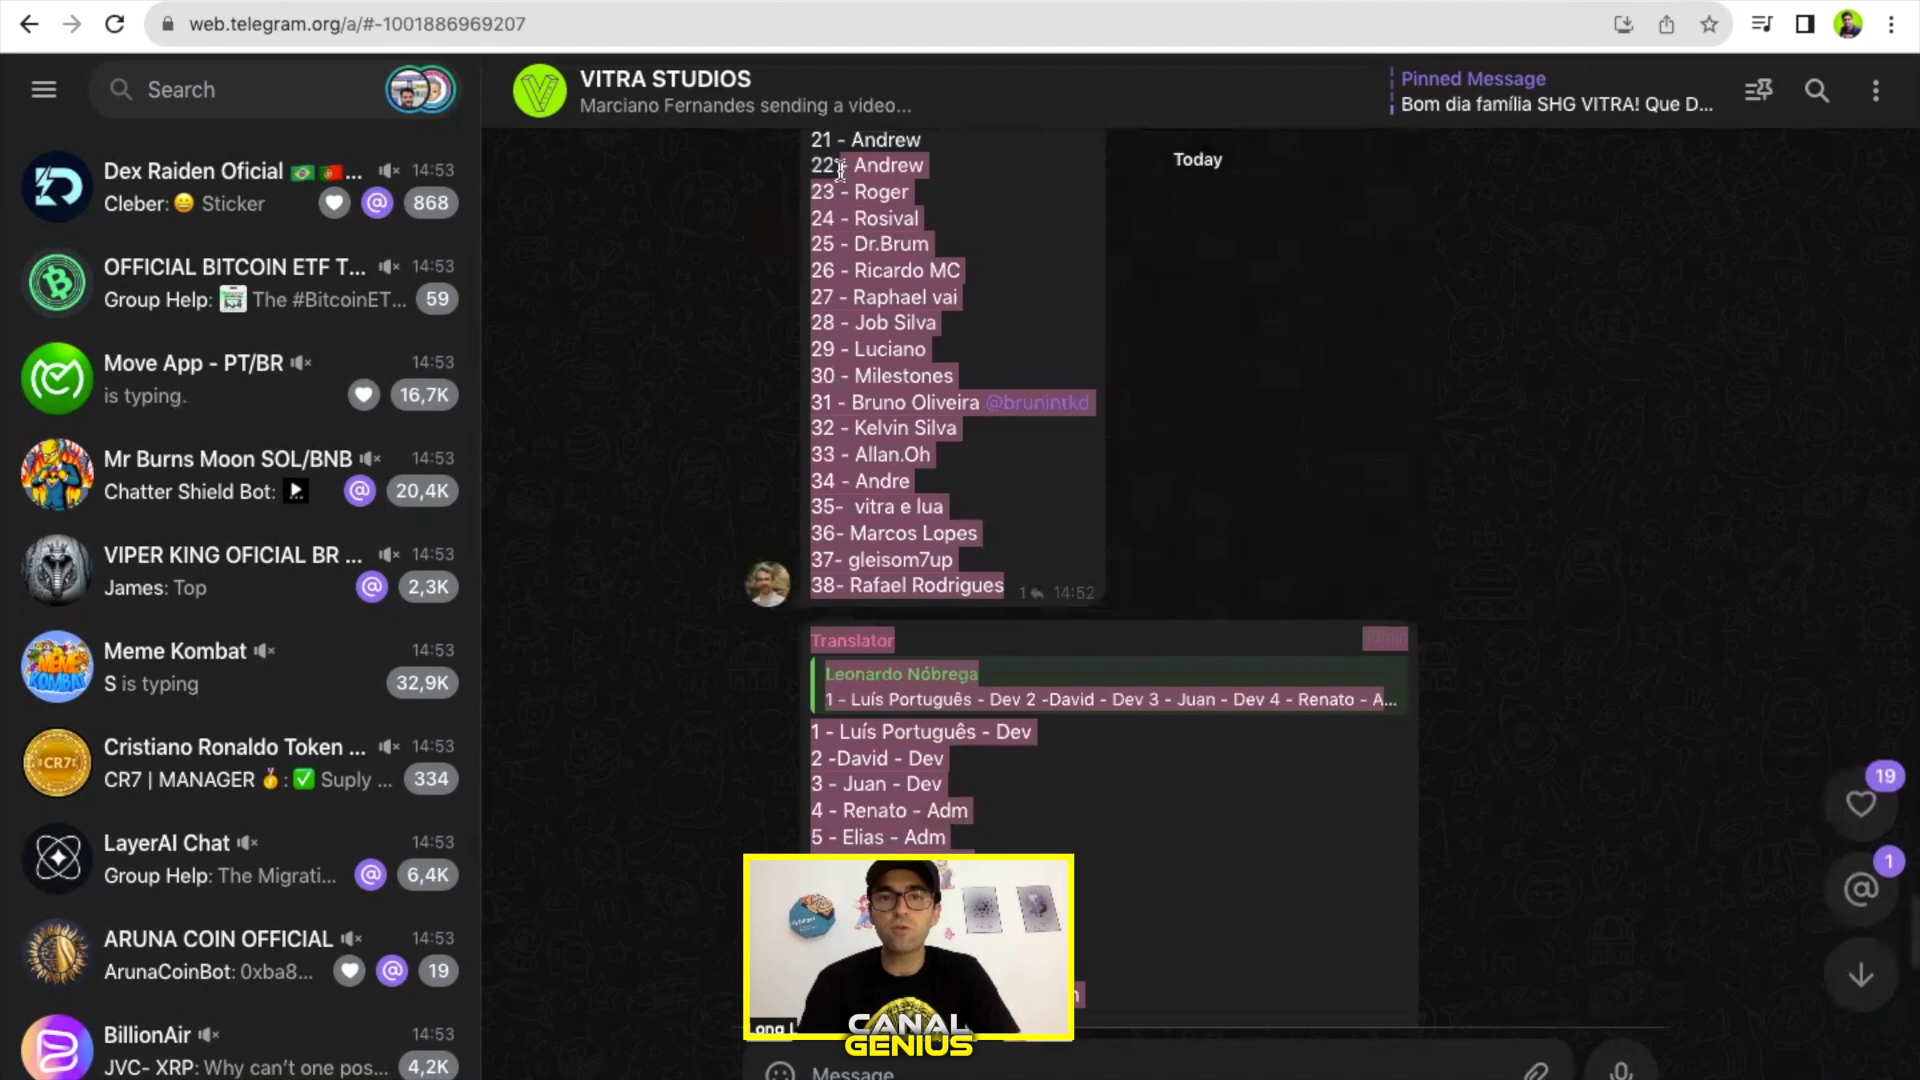 web.telegram.org/a/#-1001886969207
Search
Dex Raiden Oficial ... 14:53
Cleber: Sticker @ 868
OFFICIAL BITCOIN ETF T... 14:53
Group Help: The #BitcoinET... 59
Move App - PT/BR 14:53
is typing. 16,7K
Mr Burns Moon SOL/BNB 14:53
Chatter Shield Bot: @ 20,4K
VIPER KING OFICIAL BR ... 14:53
James: Top @ 2,3K
Meme Kombat 14:53
S is typing 32,9K
Cristiano Ronaldo Token ... 14:53
CR7 | MANAGER : Suply ... 334
LayerAI Chat 14:53
Group Help: The Migrati... @ 6,4K
ARUNA COIN OFFICIAL 14:53
ArunaCoinBot: 0xba8... @ 19
BillionAir 14:53
JVC- XRP: Why can't one pos... 4,2K
MEME KOMBAT
CR7
VITRA STUDIOS
Marciano Fernandes sending a video...
Pinned Message
Bom dia família SHG VITRA! Que D...
Today
21 - Andrew
22 - Andrew
23 - Roger
24 - Rosival
25 - Dr.Brum
26 - Ricardo MC
27 - Raphael vai
28 - Job Silva
29 - Luciano
30 - Milestones
31 - Bruno Oliveira @brunintkd
32 - Kelvin Silva
33 - Allan.Oh
34 - Andre
35- vitra e lua
36- Marcos Lopes
37- gleisom7up
38- Rafael Rodrigues 1 14:52
Translator admin
Leonardo Nóbrega
1 - Luís Português - Dev 2 -David - Dev 3 - Juan - Dev 4 - Renato - A...
1 - Luís Português - Dev
2 -David - Dev
3 - Juan - Dev
4 - Renato - Adm
5 - Elias - Adm
CANAL
GENIUS
Message
19
1
@